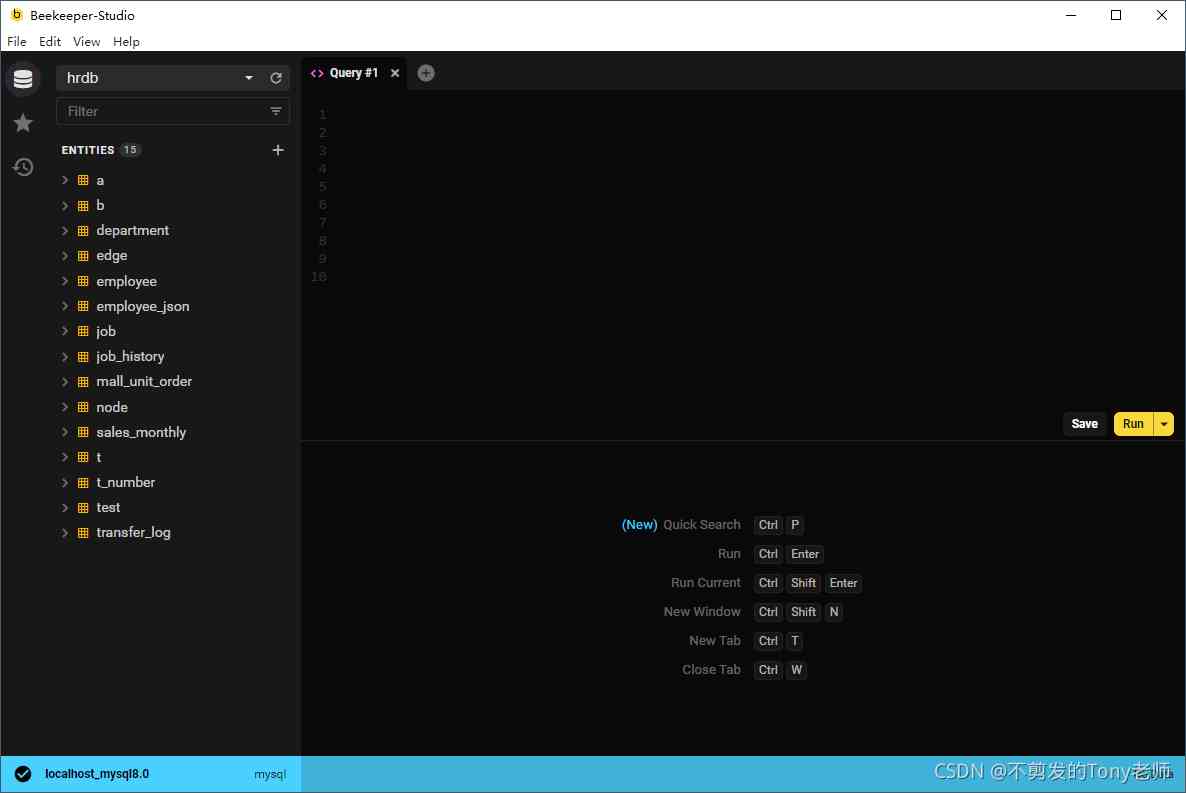 Beekeeper-Studio
File Edit View Help
hrdb
Filter
ENTITIES 15
a
b
department
edge
employee
employee_json
job
job_history
mall_unit_order
node
sales_monthly
t
t_number
test
transfer_log
Query #1
1
2
3
4
5
6
7
8
9
10
Save Run
(New) Quick Search Ctrl P
Run Ctrl Enter
Run Current Ctrl Shift Enter
New Window Ctrl Shift N
New Tab Ctrl T
Close Tab Ctrl W
localhost_mysql8.0 mysql
CSDN @不剪发的Tony老师